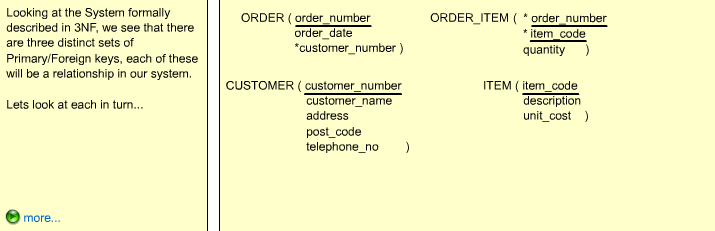 Looking at the System formally
described in 3NF, we see that there
are three distinct sets of
Primary/Foreign keys, each of these
will be a relationship in our system.
Lets look at each in turn...
more...
ORDER ( order_number
order_date
*customer_number )
ORDER_ITEM ( * order_number
* item_code
quantity )
CUSTOMER ( customer_number
customer_name
address
post_code
telephone_no )
ITEM ( item_code
description
unit_cost )